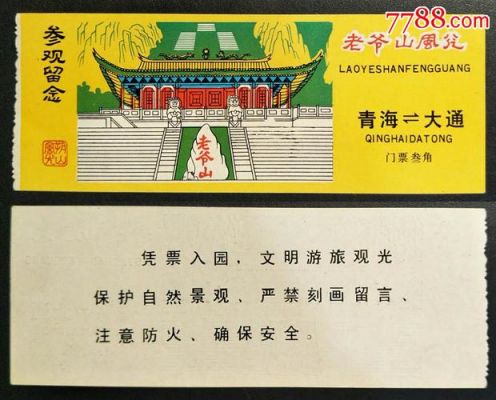 7788.com
参观留念
老爷山風光
LAOYESHANFENGGUANG
青海⇌大通
QINGHAIDATONG
门票叁角
老爷山
凭票入园，文明游旅观光
保护自然景观、严禁刻画留言、
注意防火、确保安全。